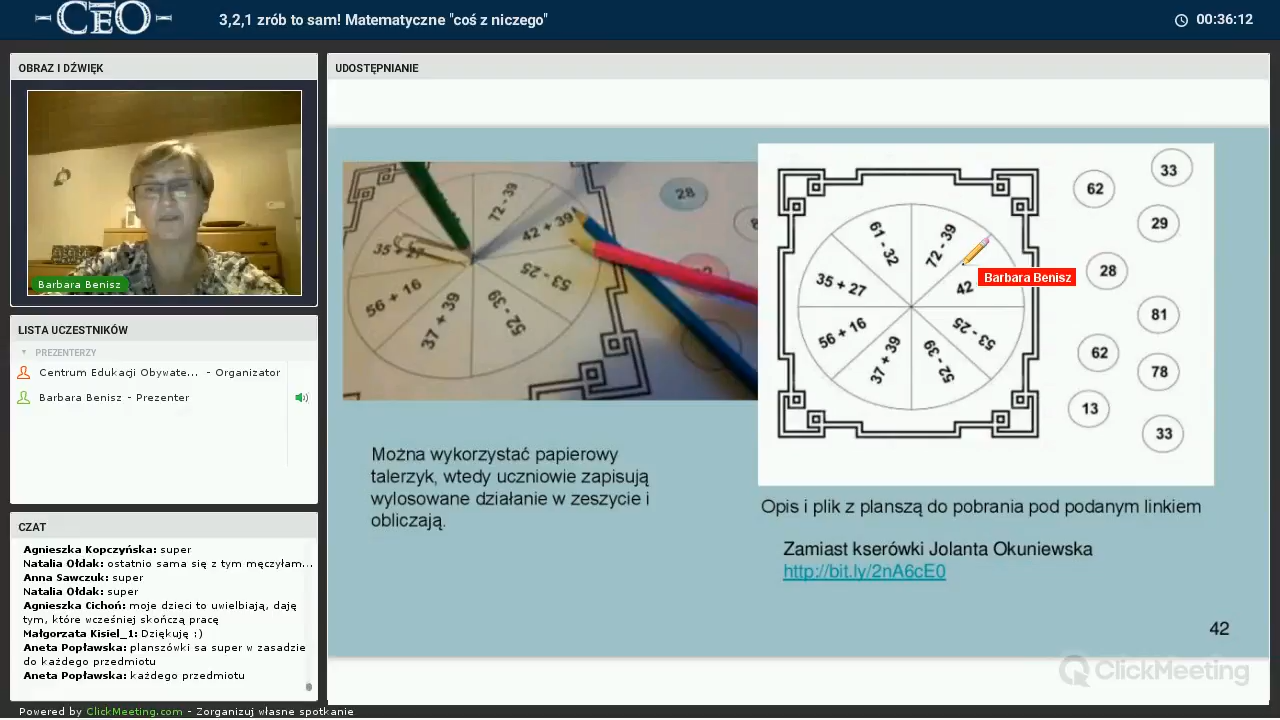 CEO
3,2,1 zrób to sam! Matematyczne "coś z niczego"
00:36:12
OBRAZ I DŹWIĘK
Barbara Benisz
LISTA UCZESTNIKÓW
PREZENTERZY
Centrum Edukacji Obywate... - Organizator
Barbara Benisz - Prezenter
CZAT
Agnieszka Kopczyńska: super
Natalia Ołdak: ostatnio sama się z tym męczyłam...
Anna Sawczuk: super
Natalia Ołdak: super
Agnieszka Cichoń: moje dzieci to uwielbiają, daję
tym, które wcześniej skończą pracę
Małgorzata Kisiel_1: Dziękuję :)
Aneta Popławska: planszówki sa super w zasadzie
do każdego przedmiotu
Aneta Popławska: każdego przedmiotu
UDOSTĘPNIANIE
72 - 39
42 + 39
53 - 25
52 - 39
37 + 39
56 + 16
35 + 27
28
61 - 32
72 - 39
42
53 - 25
52 - 39
37 + 39
56 + 16
35 + 27
Barbara Benisz
33
62
29
28
81
62
78
13
33
Można wykorzystać papierowy
talerzyk, wtedy uczniowie zapisują
wylosowane działanie w zeszycie i
obliczają.
Opis i plik z planszą do pobrania pod podanym linkiem
Zamiast kserówki Jolanta Okuniewska
http://bit.ly/2nA6cE0
42
ClickMeeting
Powered by ClickMeeting.com - Zorganizuj własne spotkanie